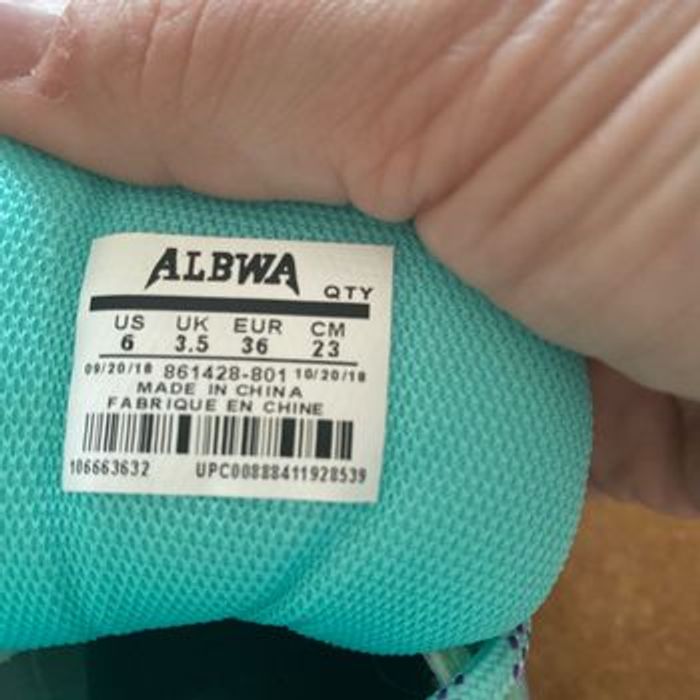 ALBWA
QTY
US UK EUR CM
6 3.5 36 23
09/20/18 861428-801 10/20/18
MADE IN CHINA
FABRIQUE EN CHINE
106663632 UPC00888411928539